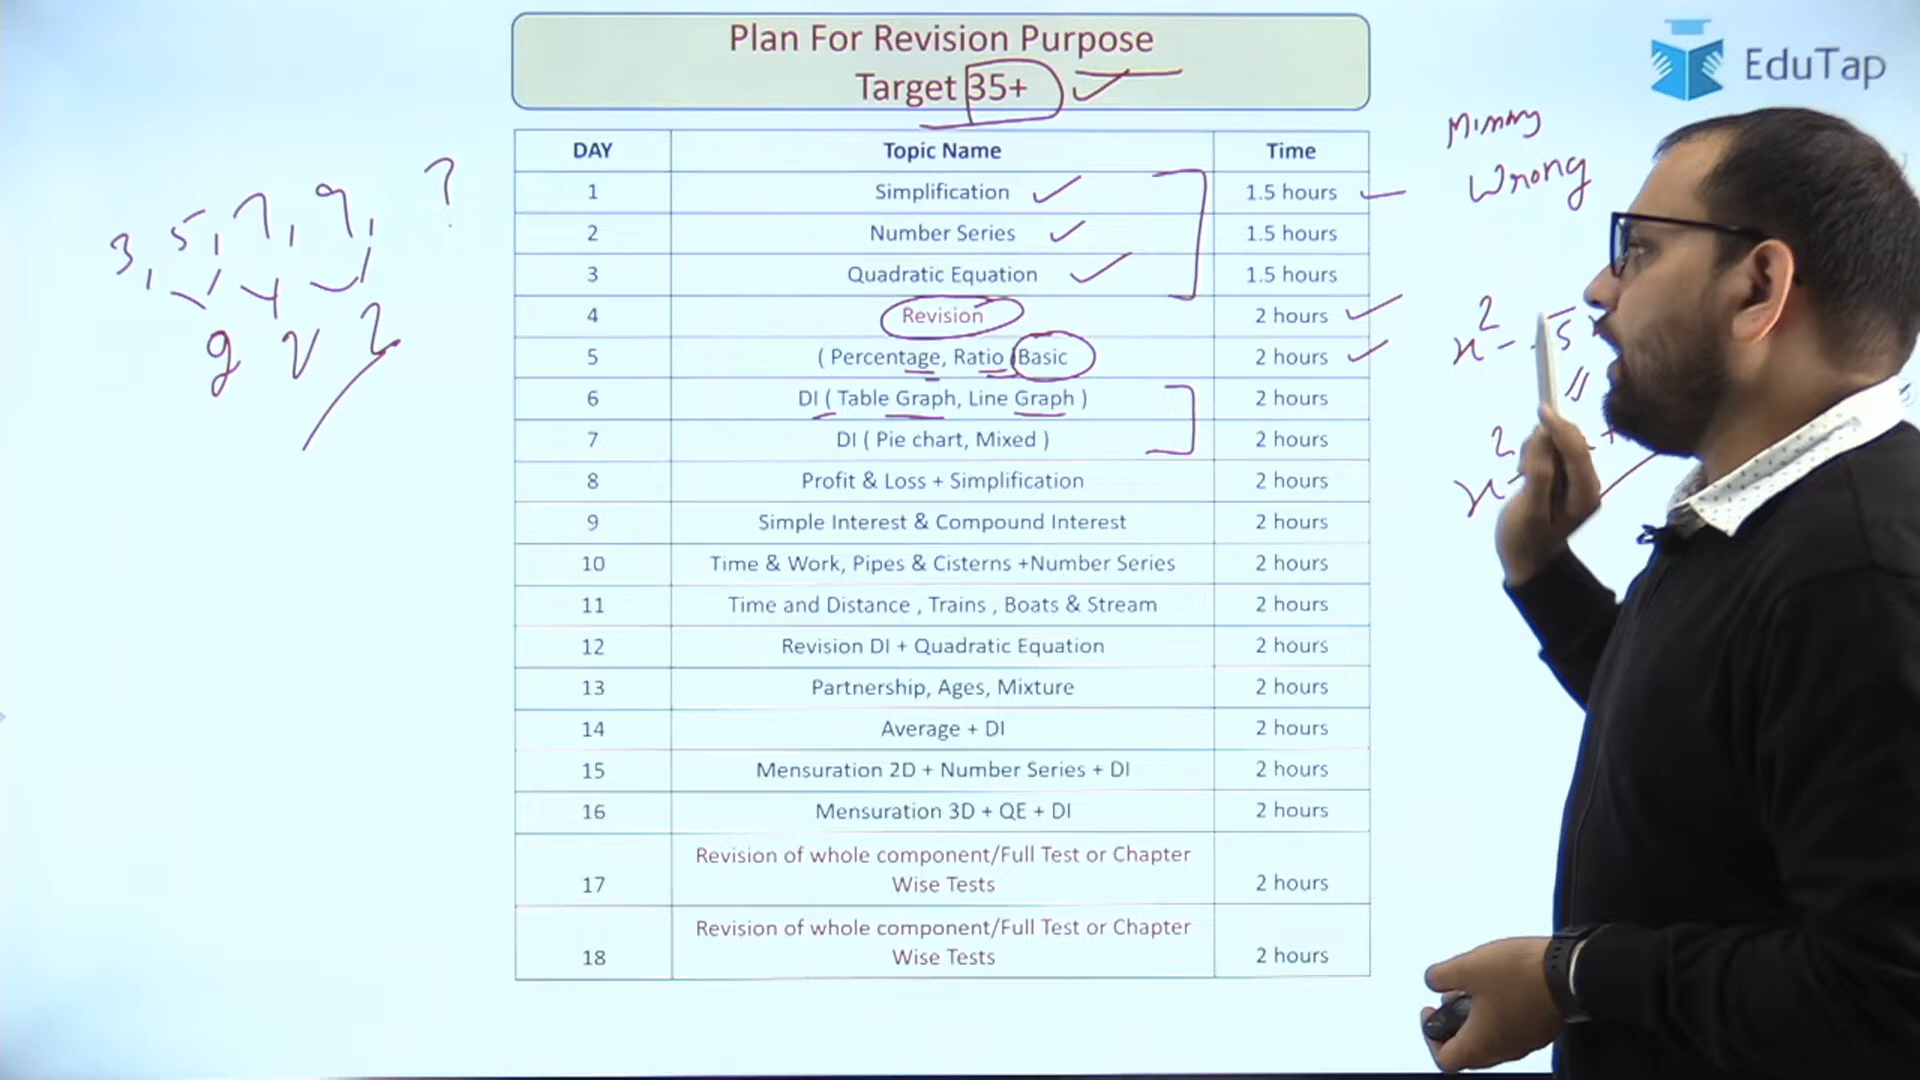 Plan For Revision Purpose
Target 35+
EduTap
DAY Topic Name Time
1 Simplification 1.5 hours
2 Number Series 1.5 hours
3 Quadratic Equation 1.5 hours
4 Revision 2 hours
5 ( Percentage, Ratio (Basic 2 hours
6 DI ( Table Graph, Line Graph ) 2 hours
7 DI ( Pie chart, Mixed ) 2 hours
8 Profit & Loss + Simplification 2 hours
9 Simple Interest & Compound Interest 2 hours
10 Time & Work, Pipes & Cisterns +Number Series 2 hours
11 Time and Distance , Trains , Boats & Stream 2 hours
12 Revision DI + Quadratic Equation 2 hours
13 Partnership, Ages, Mixture 2 hours
14 Average + DI 2 hours
15 Mensuration 2D + Number Series + DI 2 hours
16 Mensuration 3D + QE + DI 2 hours
Revision of whole component/Full Test or Chapter
17 Wise Tests 2 hours
Revision of whole component/Full Test or Chapter
18 Wise Tests 2 hours
3, 5, 7, 9, ?
2 2 2
Wrong